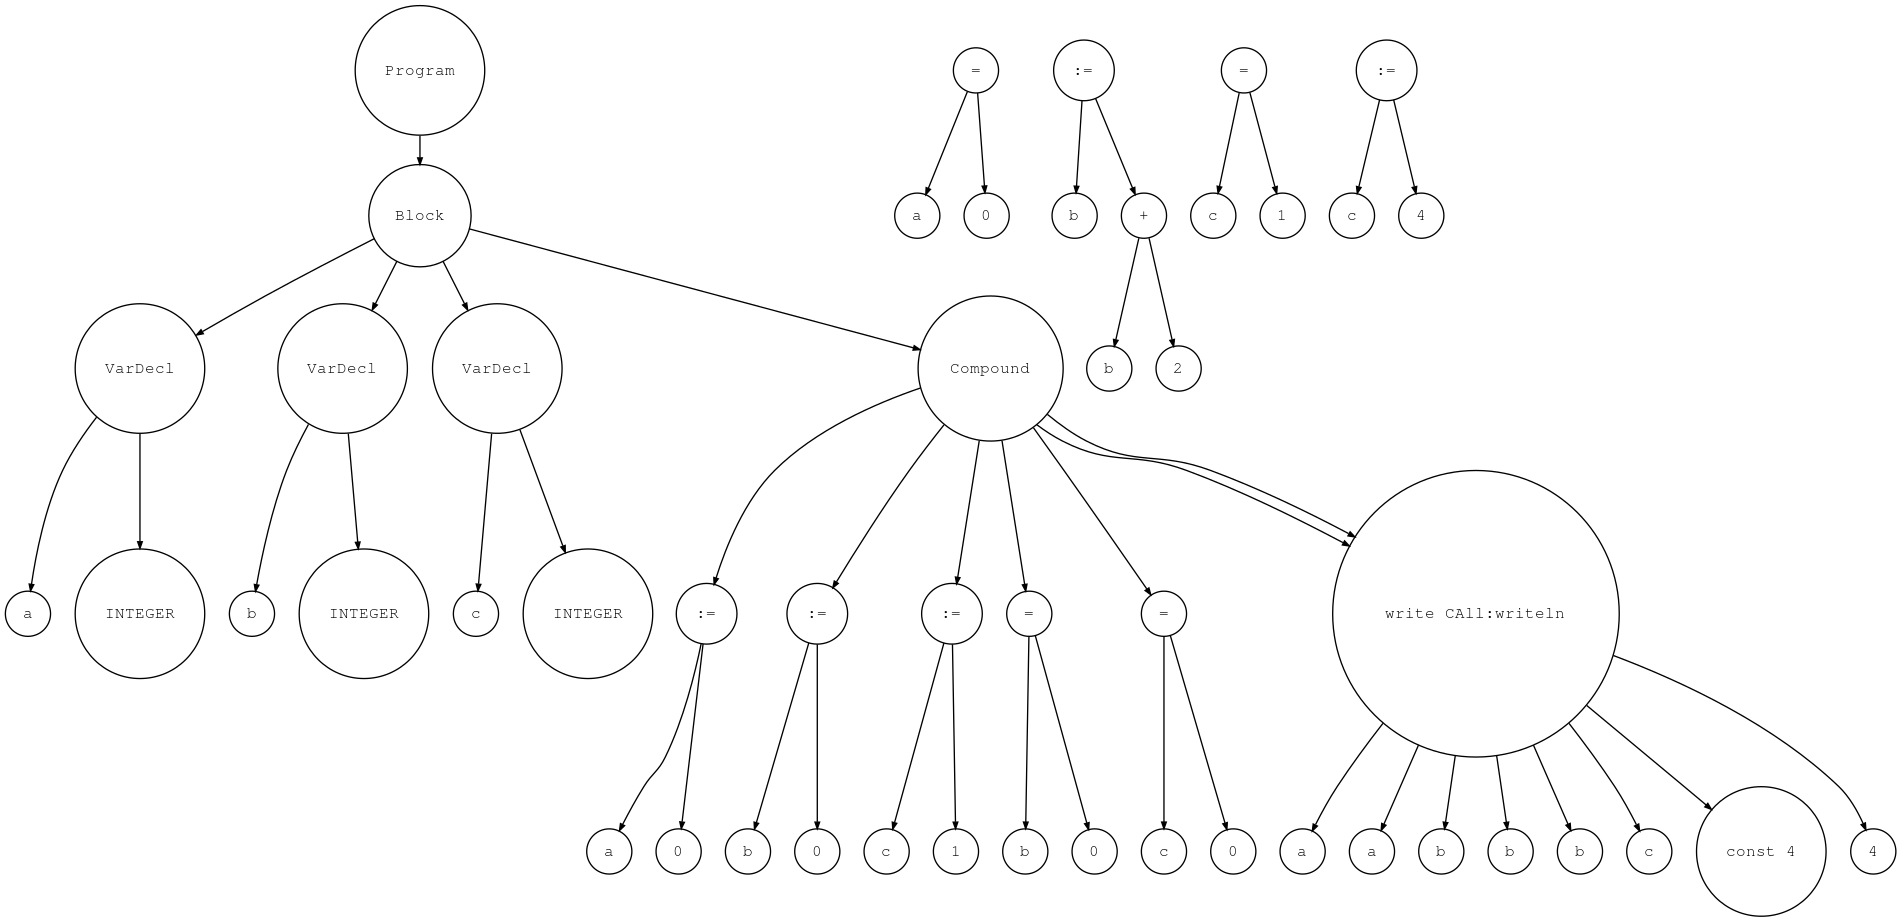 Program
=
:=
=
:=
Block
a
0
b
+
c
1
c
4
VarDecl
VarDecl
VarDecl
Compound
b
2
a
INTEGER
b
INTEGER
c
INTEGER
:=
:=
:=
=
=
write CAll:writeln
a
0
b
0
c
1
b
0
c
0
a
a
b
b
b
c
const 4
4